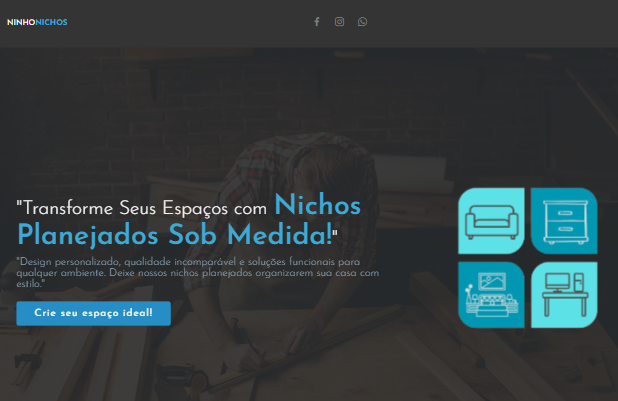 NINHONICHOS
"Transforme Seus Espaços com Nichos
Planejados Sob Medida!"
"Design personalizado, qualidade incomparável e soluções funcionais para
qualquer ambiente. Deixe nossos nichos planejados organizarem sua casa com
estilo."
Crie seu espaço ideal!